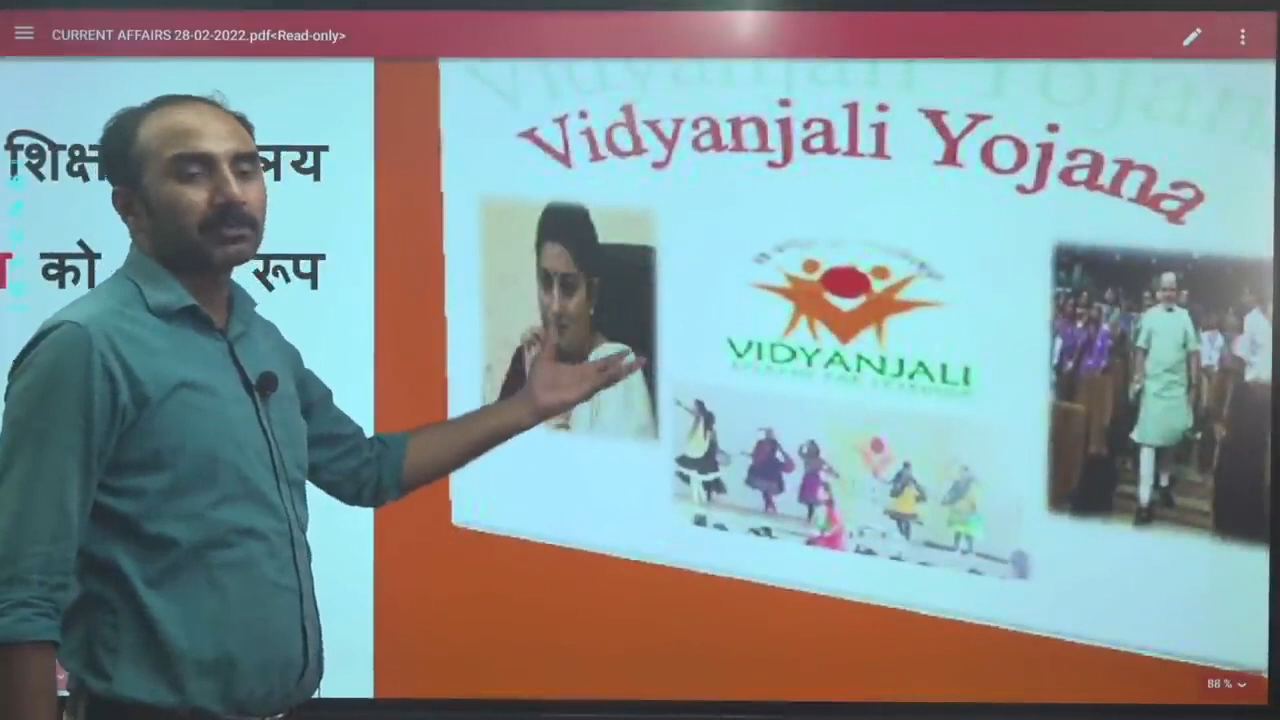 CURRENT AFFAIRS 28-02-2022.pdf<Read-only>
को रूप
Vidyanjali Yojana
VIDYANJALI
88 %